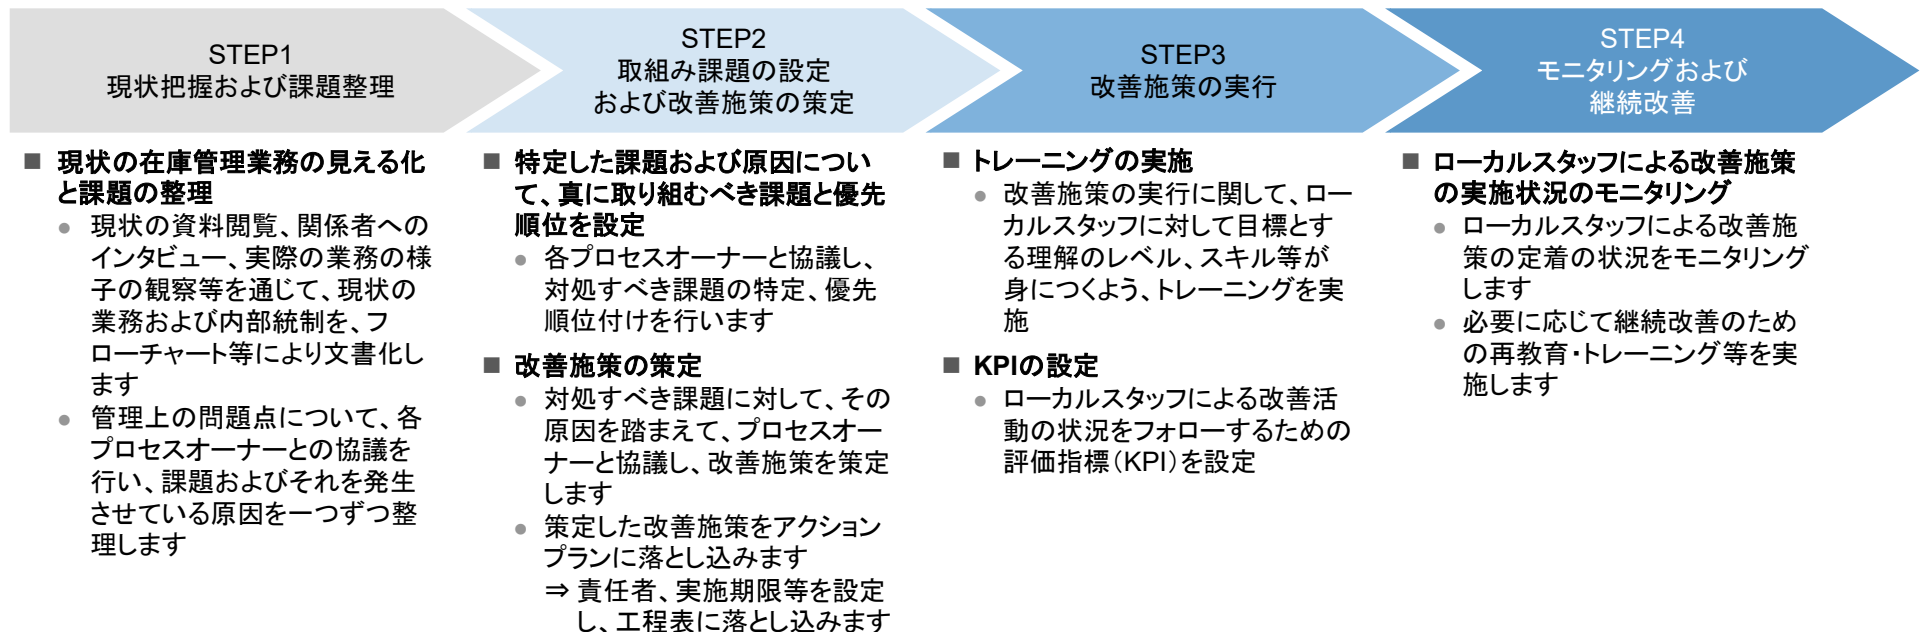 STEP1
現状把握および課題整理
STEP2
取組み課題の設定
および改善施策の策定
STEP3
改善施策の実行
STEP4
モニタリングおよび
継続改善
■ 現状の在庫管理業務の見える化
と課題の整理
● 現状の資料閲覧、関係者への
インタビュー、実際の業務の様
子の観察等を通じて、現状の
業務および内部統制を、フ
ローチャート等により文書化し
ます
● 管理上の問題点について、各
プロセスオーナーとの協議を
行い、課題およびそれを発生
させている原因を一つずつ整
理します
■ 特定した課題および原因につい
て、真に取り組むべき課題と優先
順位を設定
● 各プロセスオーナーと協議し、
対処すべき課題の特定、優先
順位付けを行います
■ 改善施策の策定
● 対処すべき課題に対して、その
原因を踏まえて、プロセスオー
ナーと協議し、改善施策を策定
します
● 策定した改善施策をアクション
プランに落とし込みます
⇒ 責任者、実施期限等を設定
し、工程表に落とし込みます
■ トレーニングの実施
● 改善施策の実行に関して、ロー
カルスタッフに対して目標とす
る理解のレベル、スキル等が
身につくよう、トレーニングを実
施
■ KPIの設定
● ローカルスタッフによる改善活
動の状況をフォローするための
評価指標（KPI）を設定
■ ローカルスタッフによる改善施策
の実施状況のモニタリング
● ローカルスタッフによる改善施
策の定着の状況をモニタリング
します
● 必要に応じて継続改善のため
の再教育・トレーニング等を実
施します